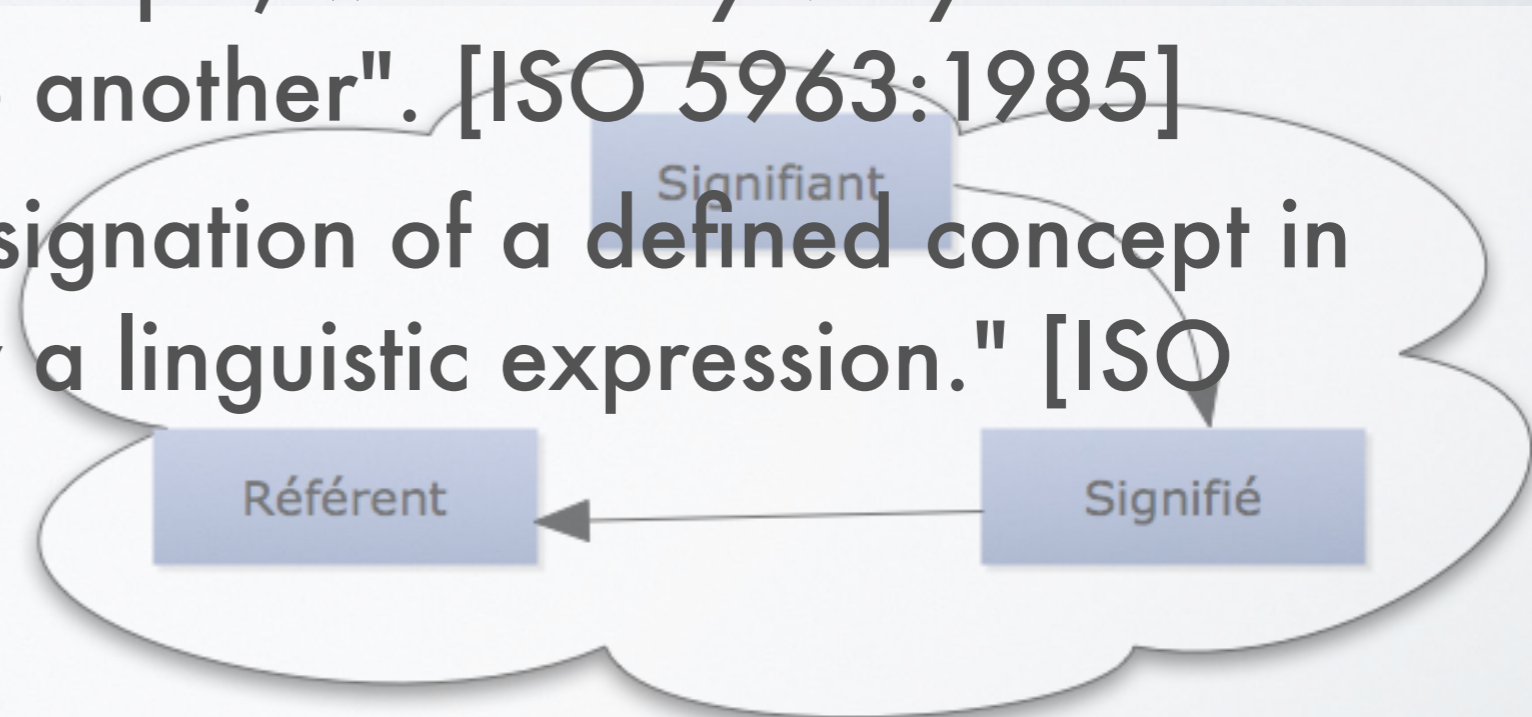 another". [ISO 5963:1985]
Signifiant
signation of a defined concept in
a linguistic expression." [ISO
Référent Signifié